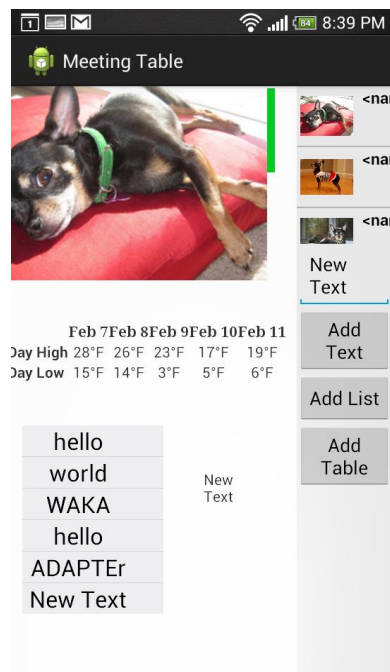 1 84 8:39 PM
Meeting Table
<nar
<nar
<nar
New
Text
Add
Text
Add List
Add
Table
Feb 7Feb 8Feb 9Feb 10Feb 11
Day High 28°F 26°F 23°F 17°F 19°F
Day Low 15°F 14°F 3°F 5°F 6°F
hello
world
WAKA
hello
ADAPTEr
New Text
New
Text